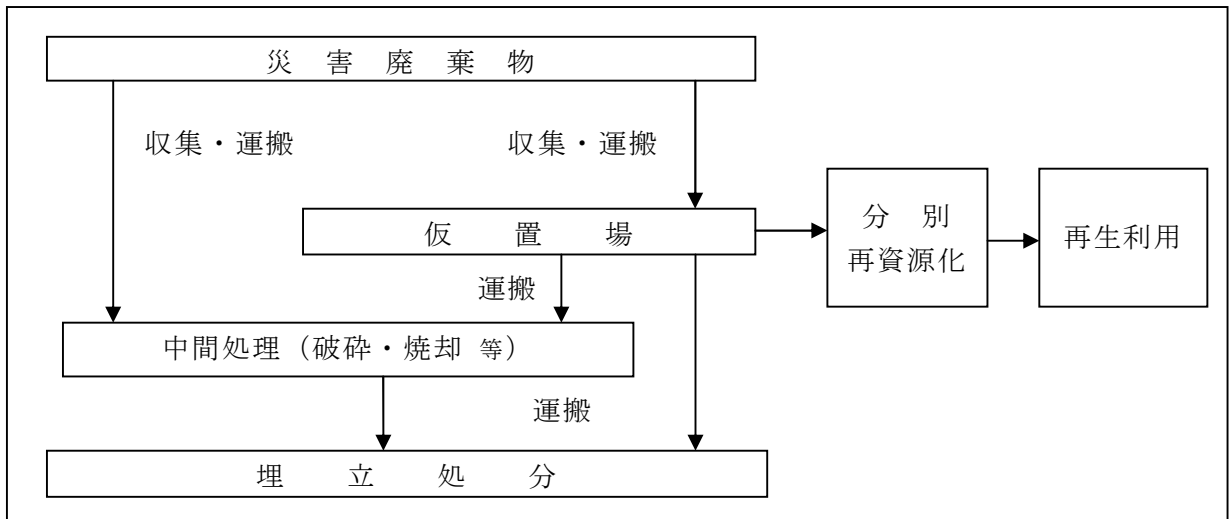 災害廃棄物
収集・運搬
収集・運搬
仮置場
分別
再資源化
再生利用
運搬
中間処理（破砕・焼却 等）
運搬
埋立処分